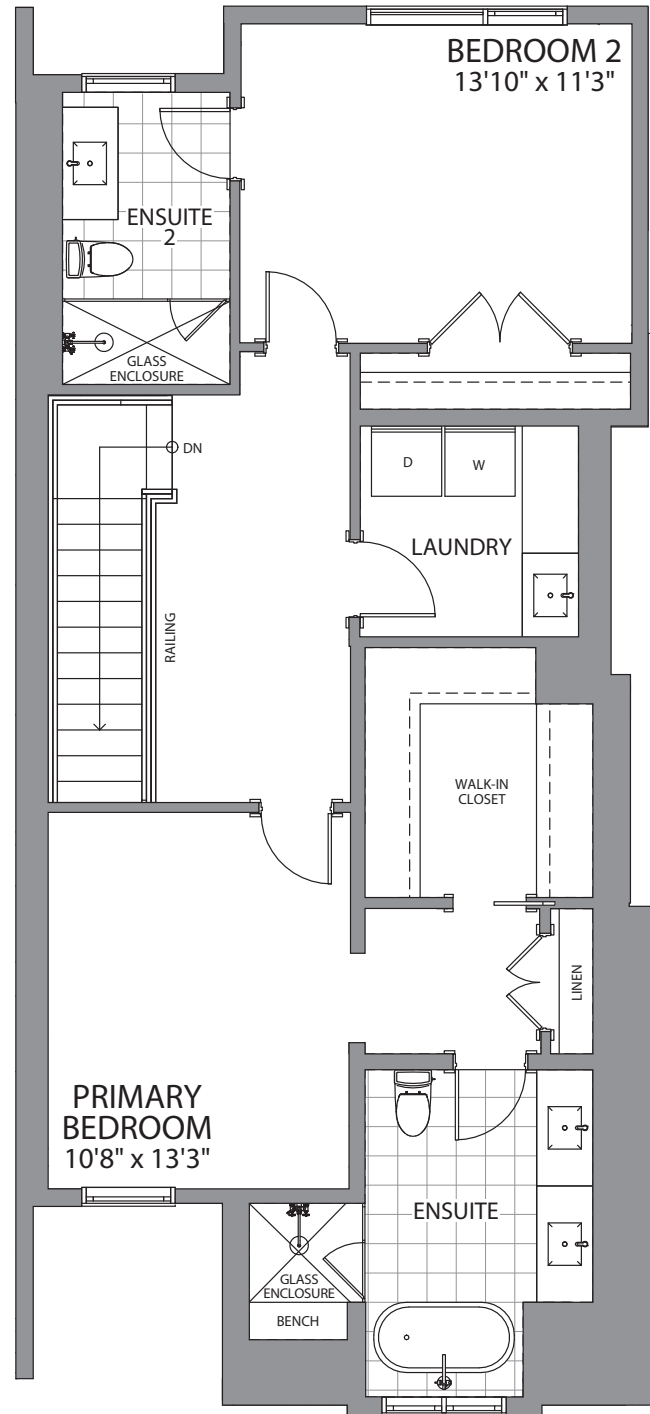 BEDROOM 2
13'10" x 11'3"
ENSUITE
2
GLASS
ENCLOSURE
DN
D
W
LAUNDRY
RAILING
WALK-IN
CLOSET
LINEN
PRIMARY
BEDROOM
10'8" x 13'3"
ENSUITE
GLASS
ENCLOSURE
BENCH